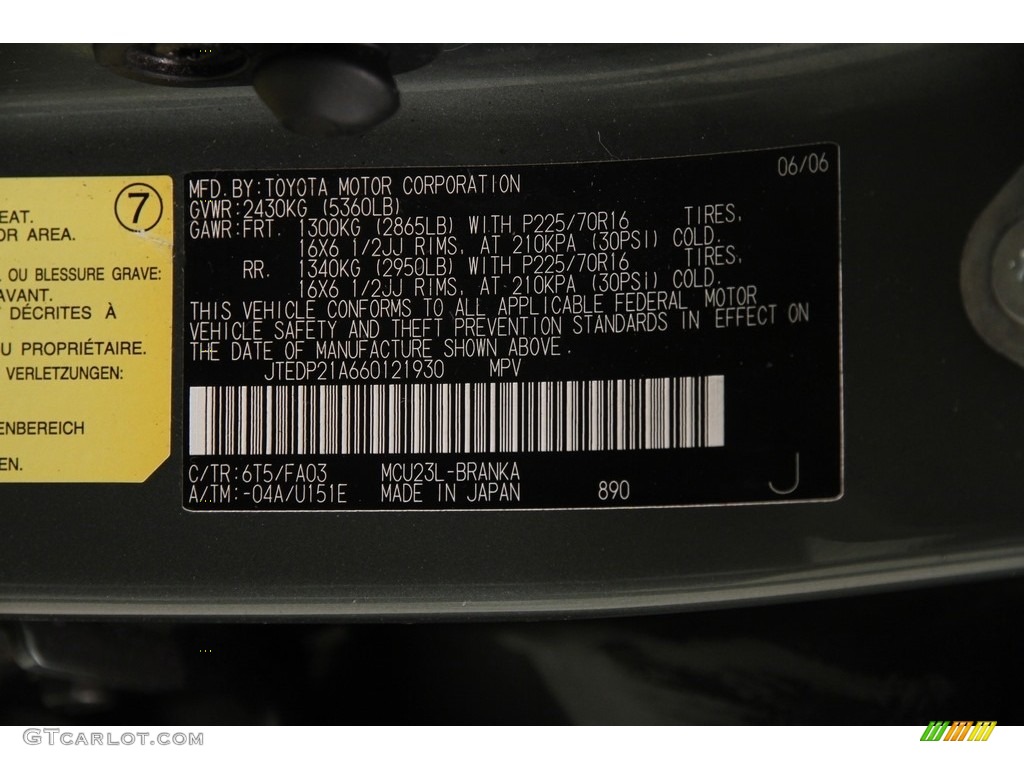 7
EAT.
OR AREA.
L OU BLESSURE GRAVE:
AVANT.
T DÉCRITES À
U PROPRIÉTAIRE.
VERLETZUNGEN:
ENBEREICH
EN.
06/06
MFD. BY: TOYOTA MOTOR CORPORATION
GVWR: 2430KG (5360LB)
GAWR: FRT. 1300KG (2865LB) WITH P225/70R16 TIRES,
16X6 1/2JJ RIMS, AT 210KPA (30PSI) COLD.
RR. 1340KG (2950LB) WITH P225/70R16 TIRES,
16X6 1/2JJ RIMS, AT 210KPA (30PSI) COLD.
THIS VEHICLE CONFORMS TO ALL APPLICABLE FEDERAL MOTOR
VEHICLE SAFETY AND THEFT PREVENTION STANDARDS IN EFFECT ON
THE DATE OF MANUFACTURE SHOWN ABOVE.
JTEDP21A660121930 MPV
C/TR: 6T5/FA03 MCU23L-BRANKA
A/TM: -04A/U151E MADE IN JAPAN 890 J
GTCarlot.com